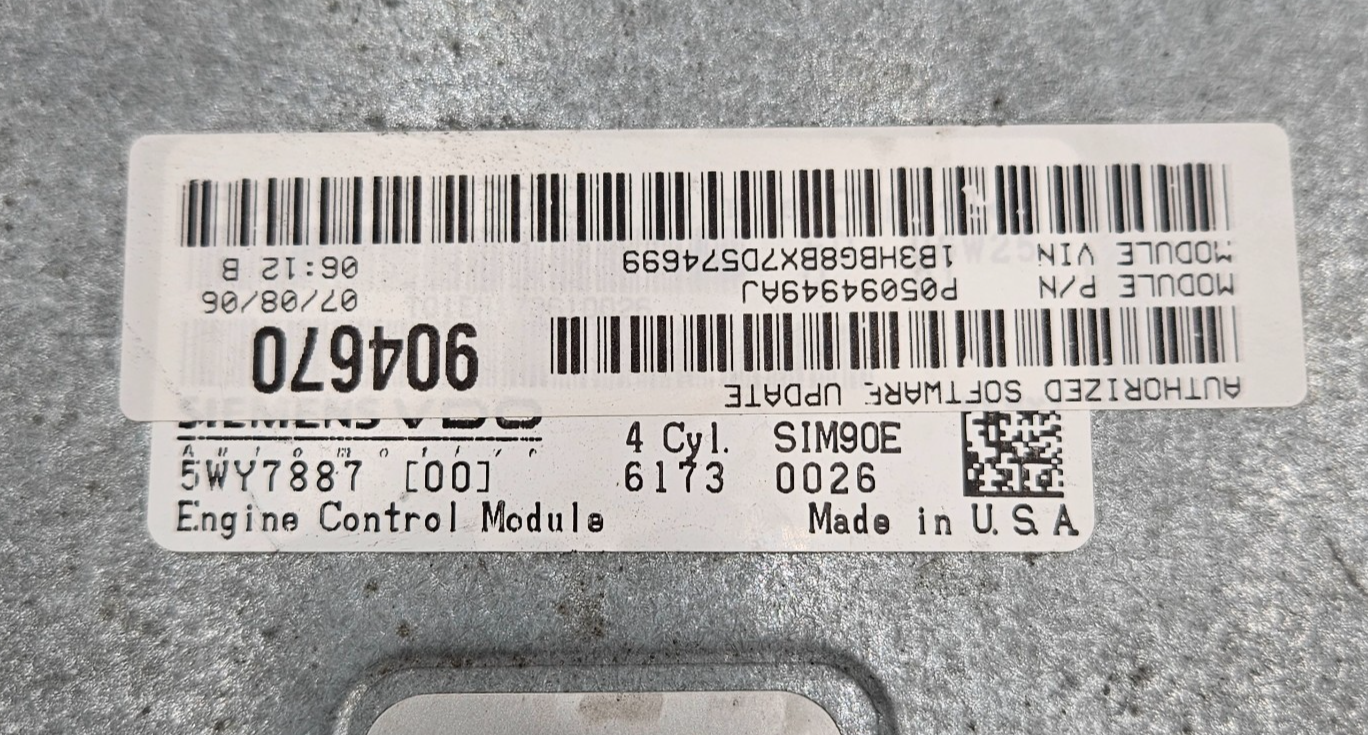 AUTHORIZED SOFTWARE UPDATE
904670
MODULE P/N P05094949AJ 07/08/06
MODULE VIN 1B3HBG8BX7D574699 06:12 B
SIEMENS VDO
Automotive
4 Cyl. SIM90E
5WY7887 [00] 6173 0026
Engine Control Module Made in U.S.A